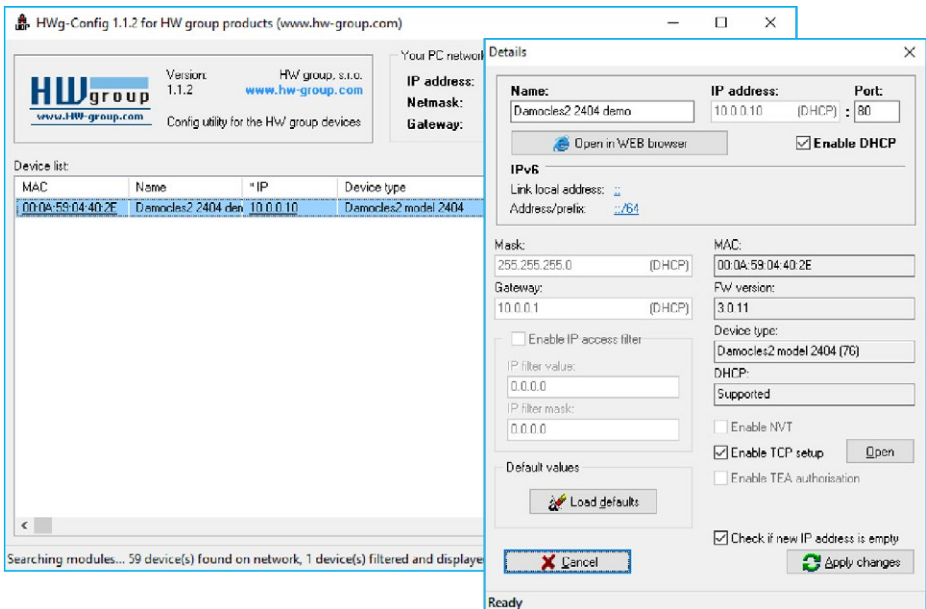 HWg-Config 1.1.2 for HW group products (www.hw-group.com)
HW group
www.HW-group.com
Version:
1.1.2
HW group, s.r.o.
www.hw-group.com
Config utility for the HW group devices
Your PC network
IP address:
Netmask:
Gateway:
Device list:
MAC Name IP Device type
00:0A:59:04:40:2E Damocles2 2404 den 10.0.0.10 Damocles2 model 2404
Searching modules... 59 device(s) found on network, 1 device(s) filtered and displaye
Details
Name: IP address: Port:
Damocles2 2404 demo 10.0.0.10 (DHCP) : 80
Open in WEB browser
Enable DHCP
IPv6
Link local address: ::
Address/prefix: ::/64
Mask:
255.255.255.0 (DHCP)
Gateway:
10.0.0.1 (DHCP)
Enable IP access filter
IP filter value:
0.0.0.0
IP filter mask:
0.0.0.0
Default values
Load defaults
Cancel
MAC:
00:0A:59:04:40:2E
FW version:
3.0.11
Device type:
Damocles2 model 2404 (76)
DHCP:
Supported
Enable NVT
Enable TCP setup Open
Enable TEA authorisation
Check if new IP address is empty
Apply changes
Ready